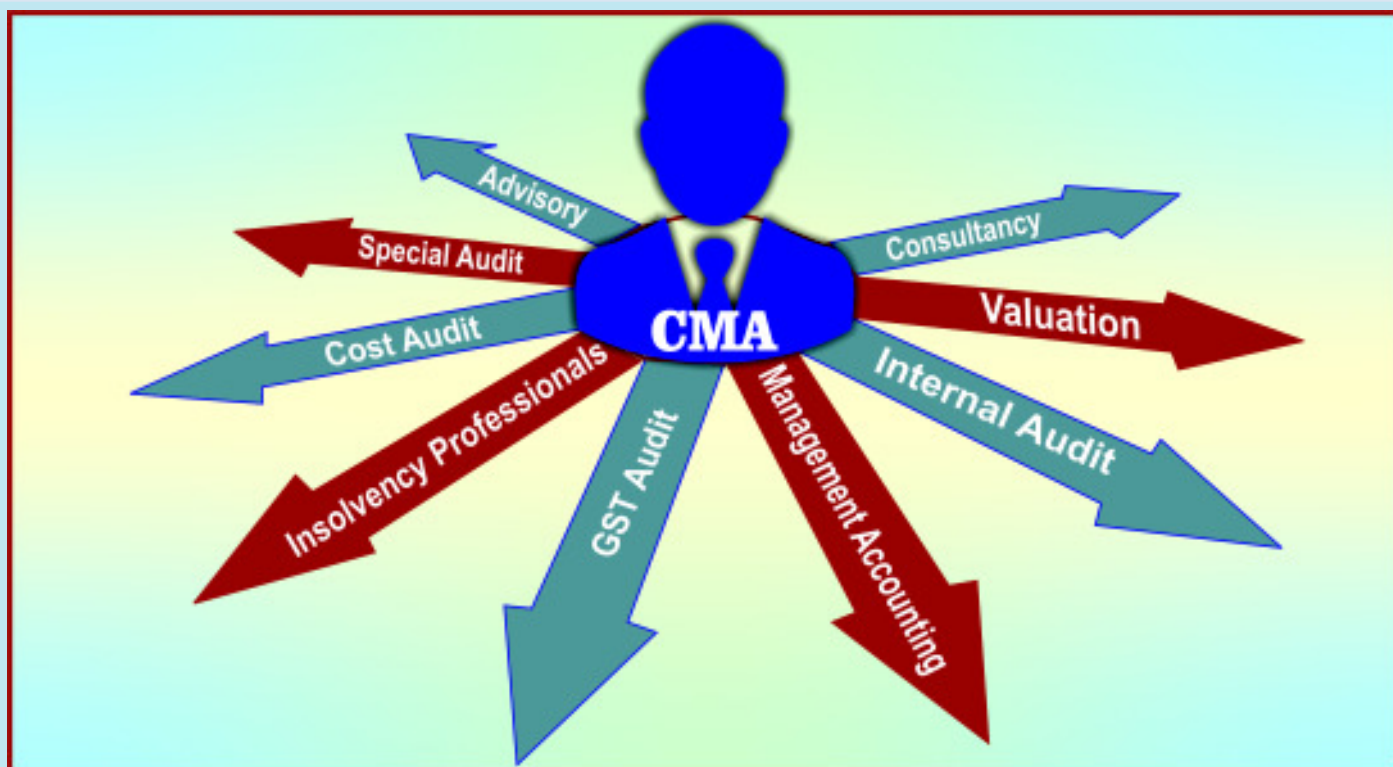 Advisory
Consultancy
Special Audit
Valuation
Cost Audit
CMA
Internal Audit
Insolvency Professionals
GST Audit
Management Accounting